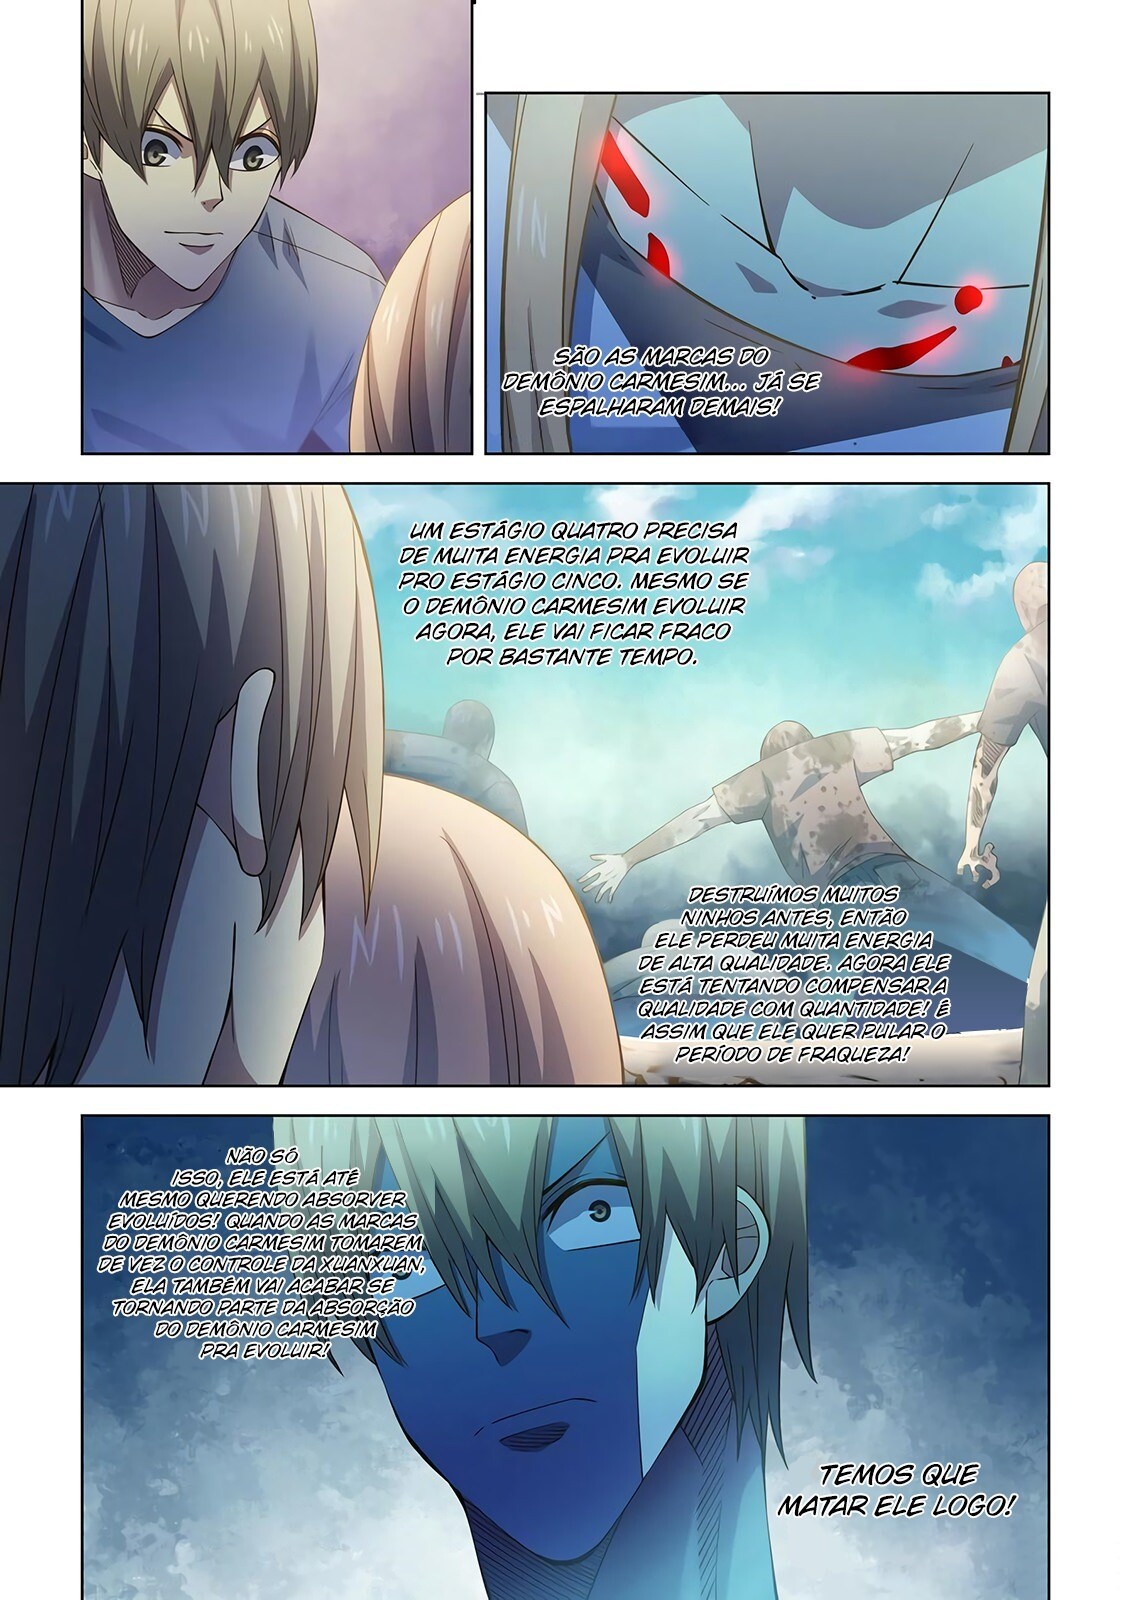 SÃO AS MARCAS DO
DEMÔNIO CARMESIM... JÁ SE
ESPALHARAM DEMAIS!
UM ESTÁGIO QUATRO PRECISA
DE MUITA ENERGIA PRA EVOLUIR
PRO ESTÁGIO CINCO. MESMO SE
O DEMÔNIO CARMESIM EVOLUIR
AGORA, ELE VAI FICAR FRACO
POR BASTANTE TEMPO.
DESTRUÍMOS MUITOS
NINHOS ANTES, ENTÃO
ELE PERDEU MUITA ENERGIA
DE ALTA QUALIDADE. AGORA ELE
ESTÁ TENTANDO COMPENSAR A
QUALIDADE COM QUANTIDADE! É
ASSIM QUE ELE QUER PULAR O
PERÍODO DE FRAQUEZA!
NÃO SÓ
ISSO, ELE ESTÁ ATÉ
MESMO QUERENDO ABSORVER
EVOLUÍDOS! QUANDO AS MARCAS
DO DEMÔNIO CARMESIM TOMAREM
DE VEZ O CONTROLE DA XUANXUAN,
ELA TAMBÉM VAI ACABAR SE
TORNANDO PARTE DA ABSORÇÃO
DO DEMÔNIO CARMESIM
PRA EVOLUIR!
TEMOS QUE
MATAR ELE LOGO!